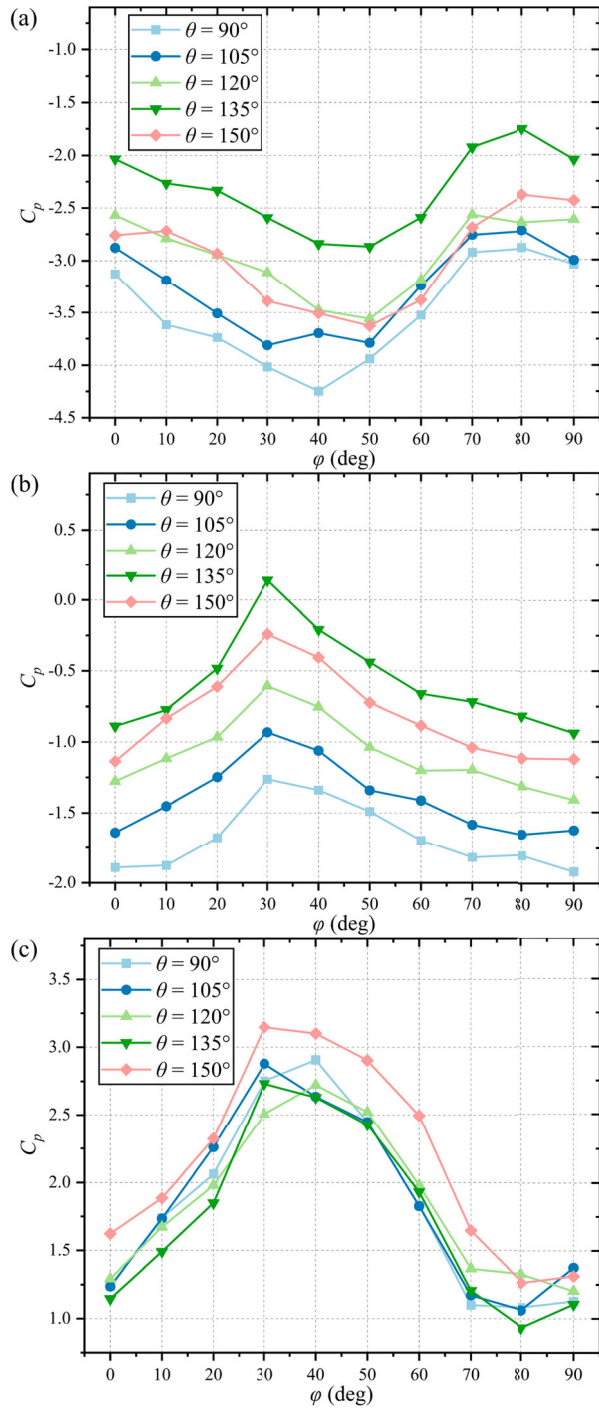 (a)
-1.0
-1.5
-2.0
-2.5
-3.0
-3.5
-4.0
-4.5
C_p
θ = 90°
θ = 105°
θ = 120°
θ = 135°
θ = 150°
0 10 20 30 40 50 60 70 80 90
φ (deg)
(b)
0.5
0.0
-0.5
-1.0
-1.5
-2.0
C_p
θ = 90°
θ = 105°
θ = 120°
θ = 135°
θ = 150°
0 10 20 30 40 50 60 70 80 90
φ (deg)
(c)
3.5
3.0
2.5
2.0
1.5
1.0
C_p
θ = 90°
θ = 105°
θ = 120°
θ = 135°
θ = 150°
0 10 20 30 40 50 60 70 80 90
φ (deg)